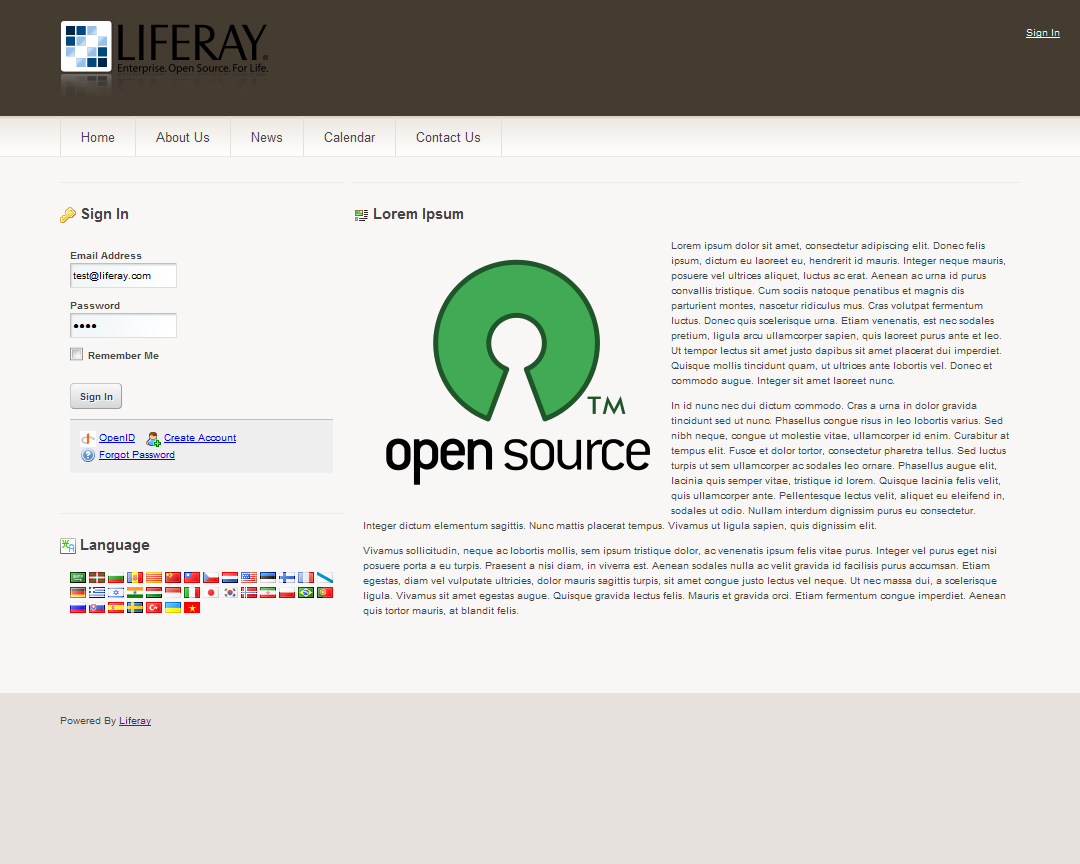 LIFERAY®
Enterprise. Open Source. For Life.
Sign In
Home About Us News Calendar Contact Us
Sign In
Email Address
test@liferay.com
Password
Remember Me
Sign In
OpenID Create Account
Forgot Password
Language
Lorem Ipsum
TM
open source
Lorem ipsum dolor sit amet, consectetur adipiscing elit. Donec felis
ipsum, dictum eu laoreet eu, hendrerit id mauris. Integer neque mauris,
posuere vel ultrices aliquet, luctus ac erat. Aenean ac urna id purus
convallis tristique. Cum sociis natoque penatibus et magnis dis
parturient montes, nascetur ridiculus mus. Cras volutpat fermentum
luctus. Donec quis scelerisque urna. Etiam venenatis, est nec sodales
pretium, ligula arcu ullamcorper sapien, quis laoreet purus ante et leo.
Ut tempor lectus sit amet justo dapibus sit amet placerat dui imperdiet.
Quisque mollis tincidunt quam, ut ultrices ante lobortis vel. Donec et
commodo augue. Integer sit amet laoreet nunc.
In id nunc nec dui dictum commodo. Cras a urna in dolor gravida
tincidunt sed ut nunc. Phasellus congue risus in leo lobortis varius. Sed
nibh neque, congue ut molestie vitae, ullamcorper id enim. Curabitur at
tempus elit. Fusce et dolor tortor, consectetur pharetra tellus. Sed luctus
turpis ut sem ullamcorper ac sodales leo ornare. Phasellus augue elit,
lacinia quis semper vitae, tristique id lorem. Quisque lacinia felis velit,
quis ullamcorper ante. Pellentesque lectus velit, aliquet eu eleifend in,
sodales ut odio. Nullam interdum dignissim purus eu consectetur.
Integer dictum elementum sagittis. Nunc mattis placerat tempus. Vivamus ut ligula sapien, quis dignissim elit.
Vivamus sollicitudin, neque ac lobortis mollis, sem ipsum tristique dolor, ac venenatis ipsum felis vitae purus. Integer vel purus eget nisi
posuere porta a eu turpis. Praesent a nisi diam, in viverra est. Aenean sodales nulla ac velit gravida id facilisis purus accumsan. Etiam
egestas, diam vel vulputate ultricies, dolor mauris sagittis turpis, sit amet congue justo lectus vel neque. Ut nec massa dui, a scelerisque
ligula. Vivamus sit amet egestas augue. Quisque gravida lectus felis. Mauris et gravida orci. Etiam fermentum congue imperdiet. Aenean
quis tortor mauris, at blandit felis.
Powered By Liferay